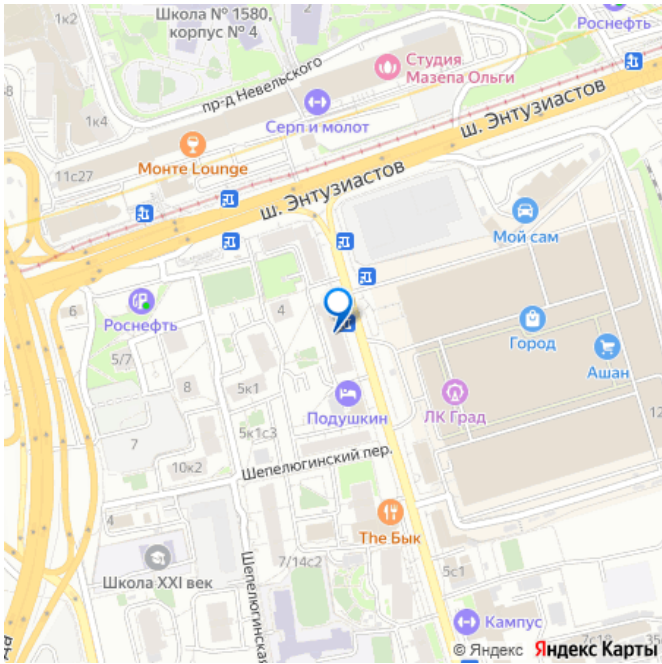 1к2
Школа № 1580,
корпус № 4
Роснефть
Студия
Мазепа Ольги
пр-д Невельского
Серп и молот
1к4
ш. Энтузиастов
Монте Lounge
11с27
ш. Энтузиастов
Мой сам
Роснефть
6
4
Город
Ашан
5/7
8
5к1
Подушкин
ЛК Град
5к1с3
7
10к2
Шепелюгинский пер.
4
The Бык
Школа XXI век
7/14с2
5с1
Шепелюгинская
Кампус
7с18
© Яндекс Яндекс Карты